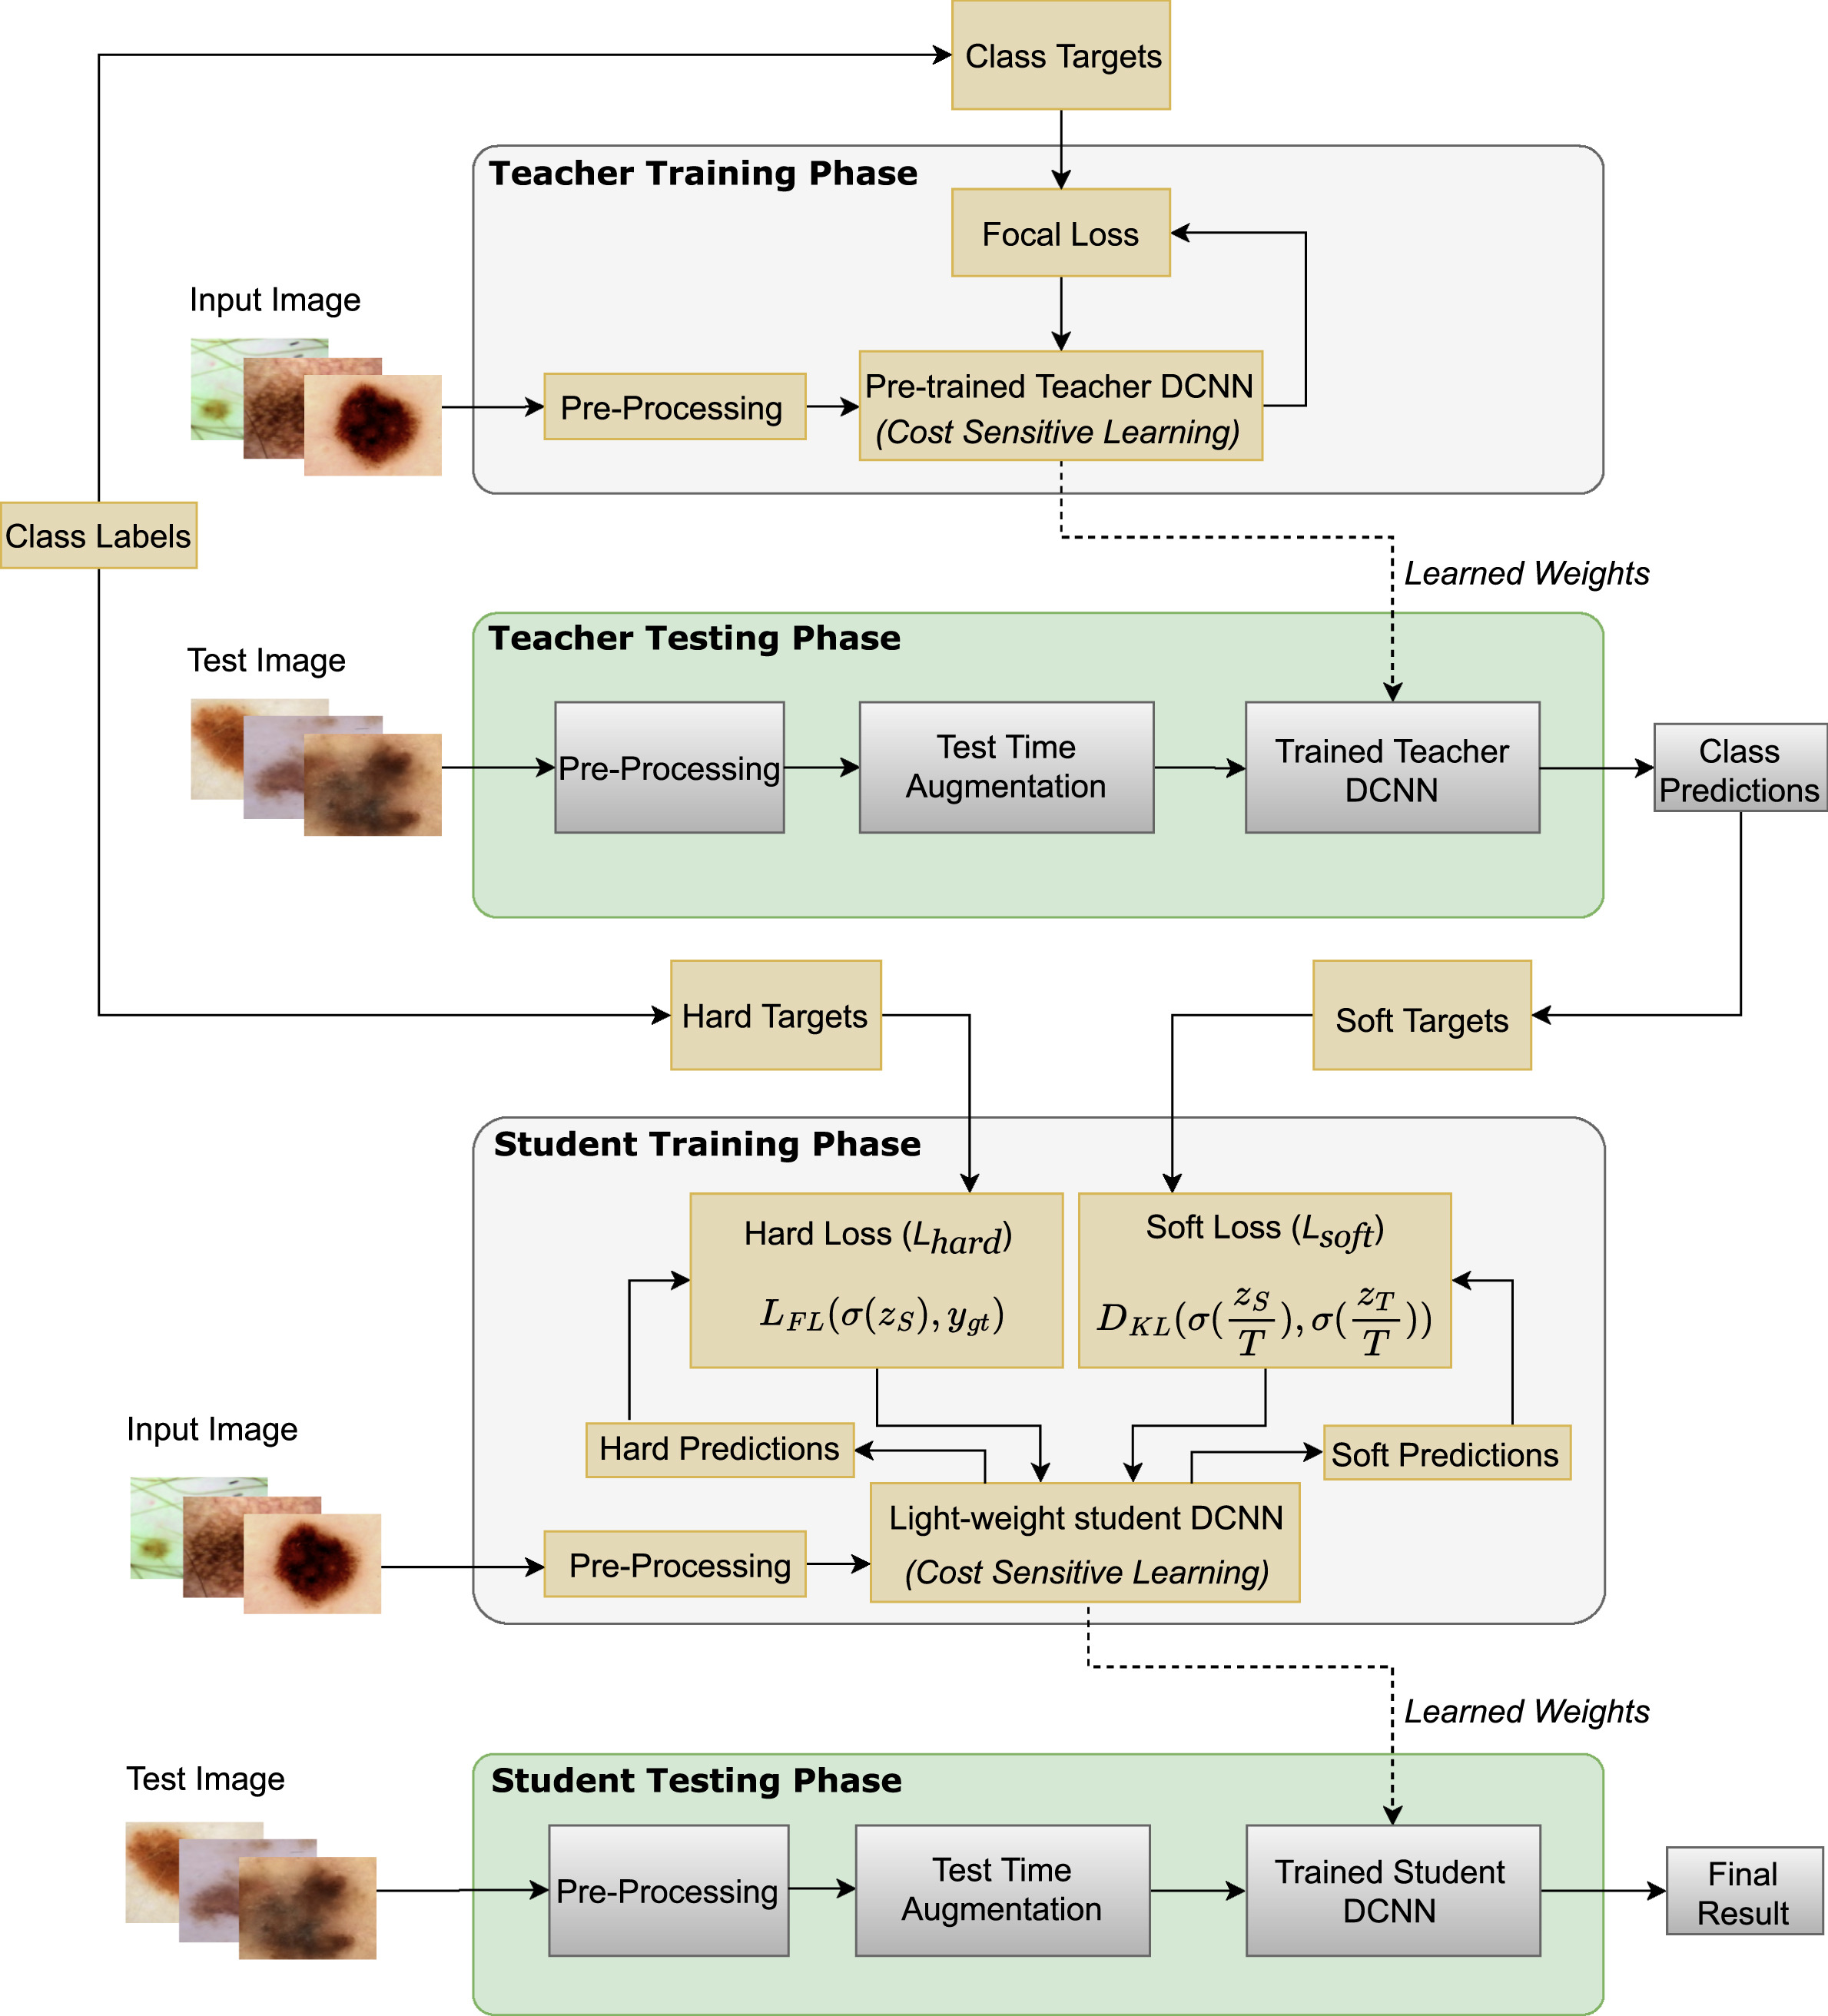 Class Targets
Teacher Training Phase
Focal Loss
Input Image
Pre-Processing
Pre-trained Teacher DCNN
(Cost Sensitive Learning)
Class Labels
Learned Weights
Teacher Testing Phase
Test Image
Pre-Processing
Test Time
Augmentation
Trained Teacher
DCNN
Class
Predictions
Hard Targets
Soft Targets
Student Training Phase
Hard Loss (L_{hard})
L_{FL}(σ(z_S), y_{gt})
Soft Loss (L_{soft})
D_{KL}(σ(\frac{z_S}{T}), σ(\frac{z_T}{T}))
Hard Predictions
Soft Predictions
Input Image
Pre-Processing
Light-weight student DCNN
(Cost Sensitive Learning)
Learned Weights
Student Testing Phase
Test Image
Pre-Processing
Test Time
Augmentation
Trained Student
DCNN
Final
Result